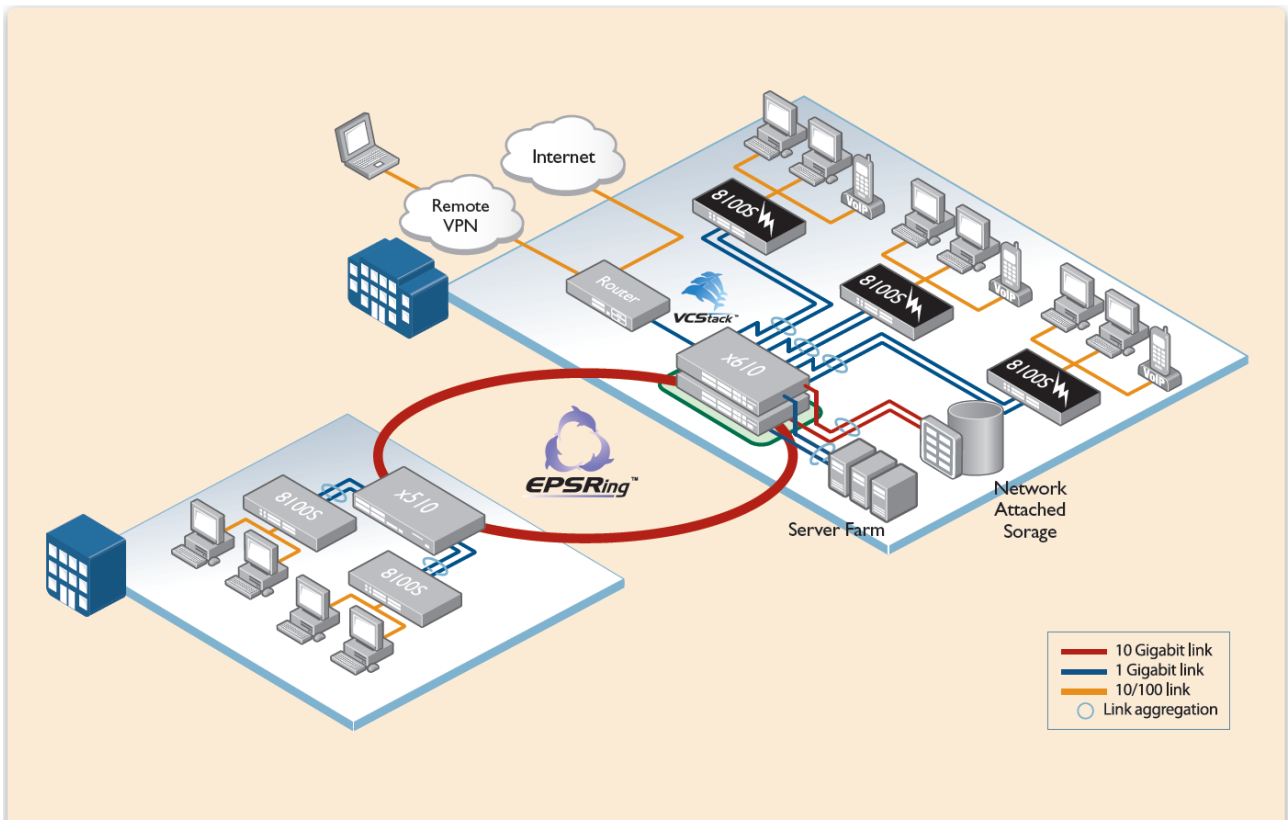 Internet
Remote
VPN
Router
VCStack™
8100S
VoIP
8100S
VoIP
8100S
VoIP
x610
EPSRing™
x510
8100S
8100S
Server Farm
Network
Attached
Sorage
10 Gigabit link
1 Gigabit link
10/100 link
Link aggregation